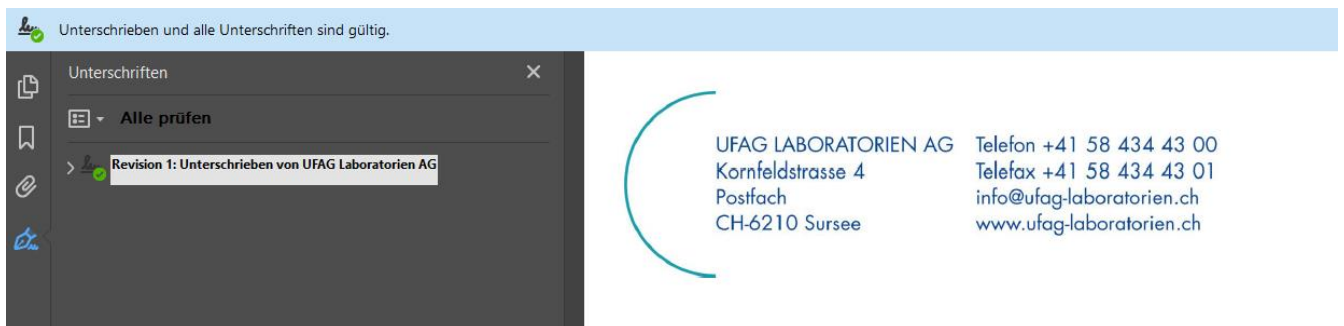 Unterschrieben und alle Unterschriften sind gültig.
Unterschriften
Alle prüfen
Revision 1: Unterschrieben von UFAG Laboratorien AG
UFAG LABORATORIEN AG
Kornfeldstrasse 4
Postfach
CH-6210 Sursee
Telefon +41 58 434 43 00
Telefax +41 58 434 43 01
info@ufag-laboratorien.ch
www.ufag-laboratorien.ch